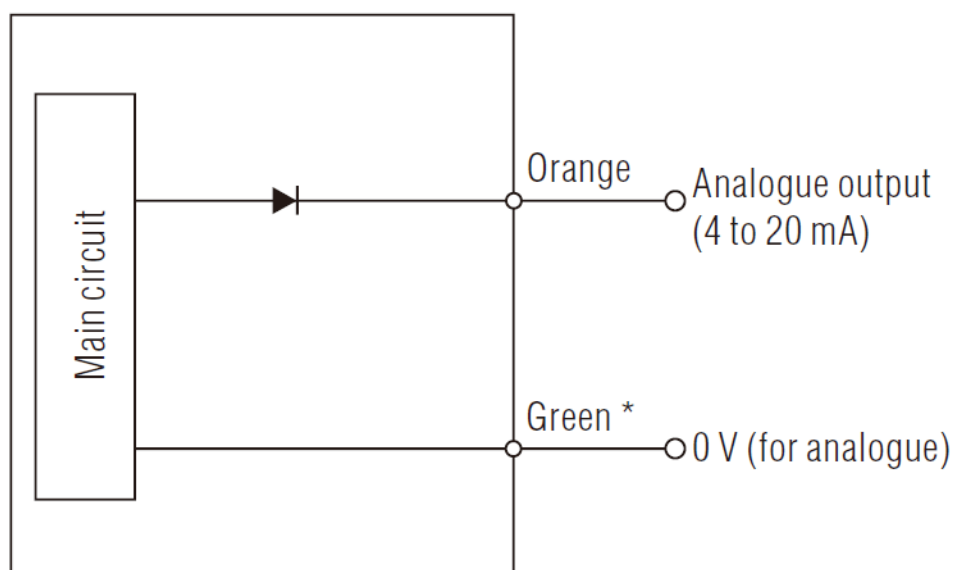 Orange
Analogue output
(4 to 20 mA)
Main circuit
Green *
0 V (for analogue)